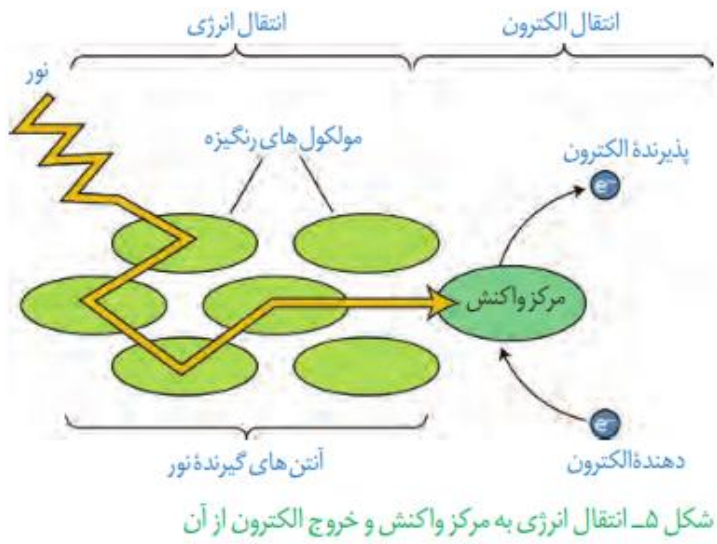 انتقال الکترون
انتقال انرژی
نور
مولکول های رنگیزه
پذیرندهٔ الکترون
e⁻
مرکز واکنش
e⁻
دهندهٔ الکترون
آنتن های گیرندهٔ نور
شکل ۵ـ انتقال انرژی به مرکز واکنش و خروج الکترون از آن